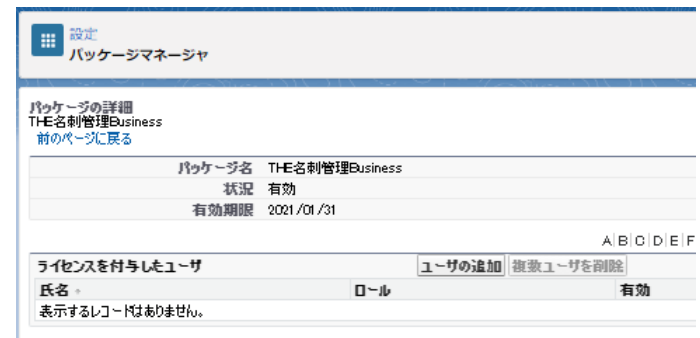 設定
パッケージマネージャ
パッケージの詳細
THE名刺管理Business
前のページに戻る
パッケージ名 THE名刺管理Business
状況 有効
有効期限 2021/01/31
A|B|C|D|E|F
ライセンスを付与したユーザ ユーザの追加 複数ユーザを削除
氏名 ロール 有効
表示するレコードはありません。